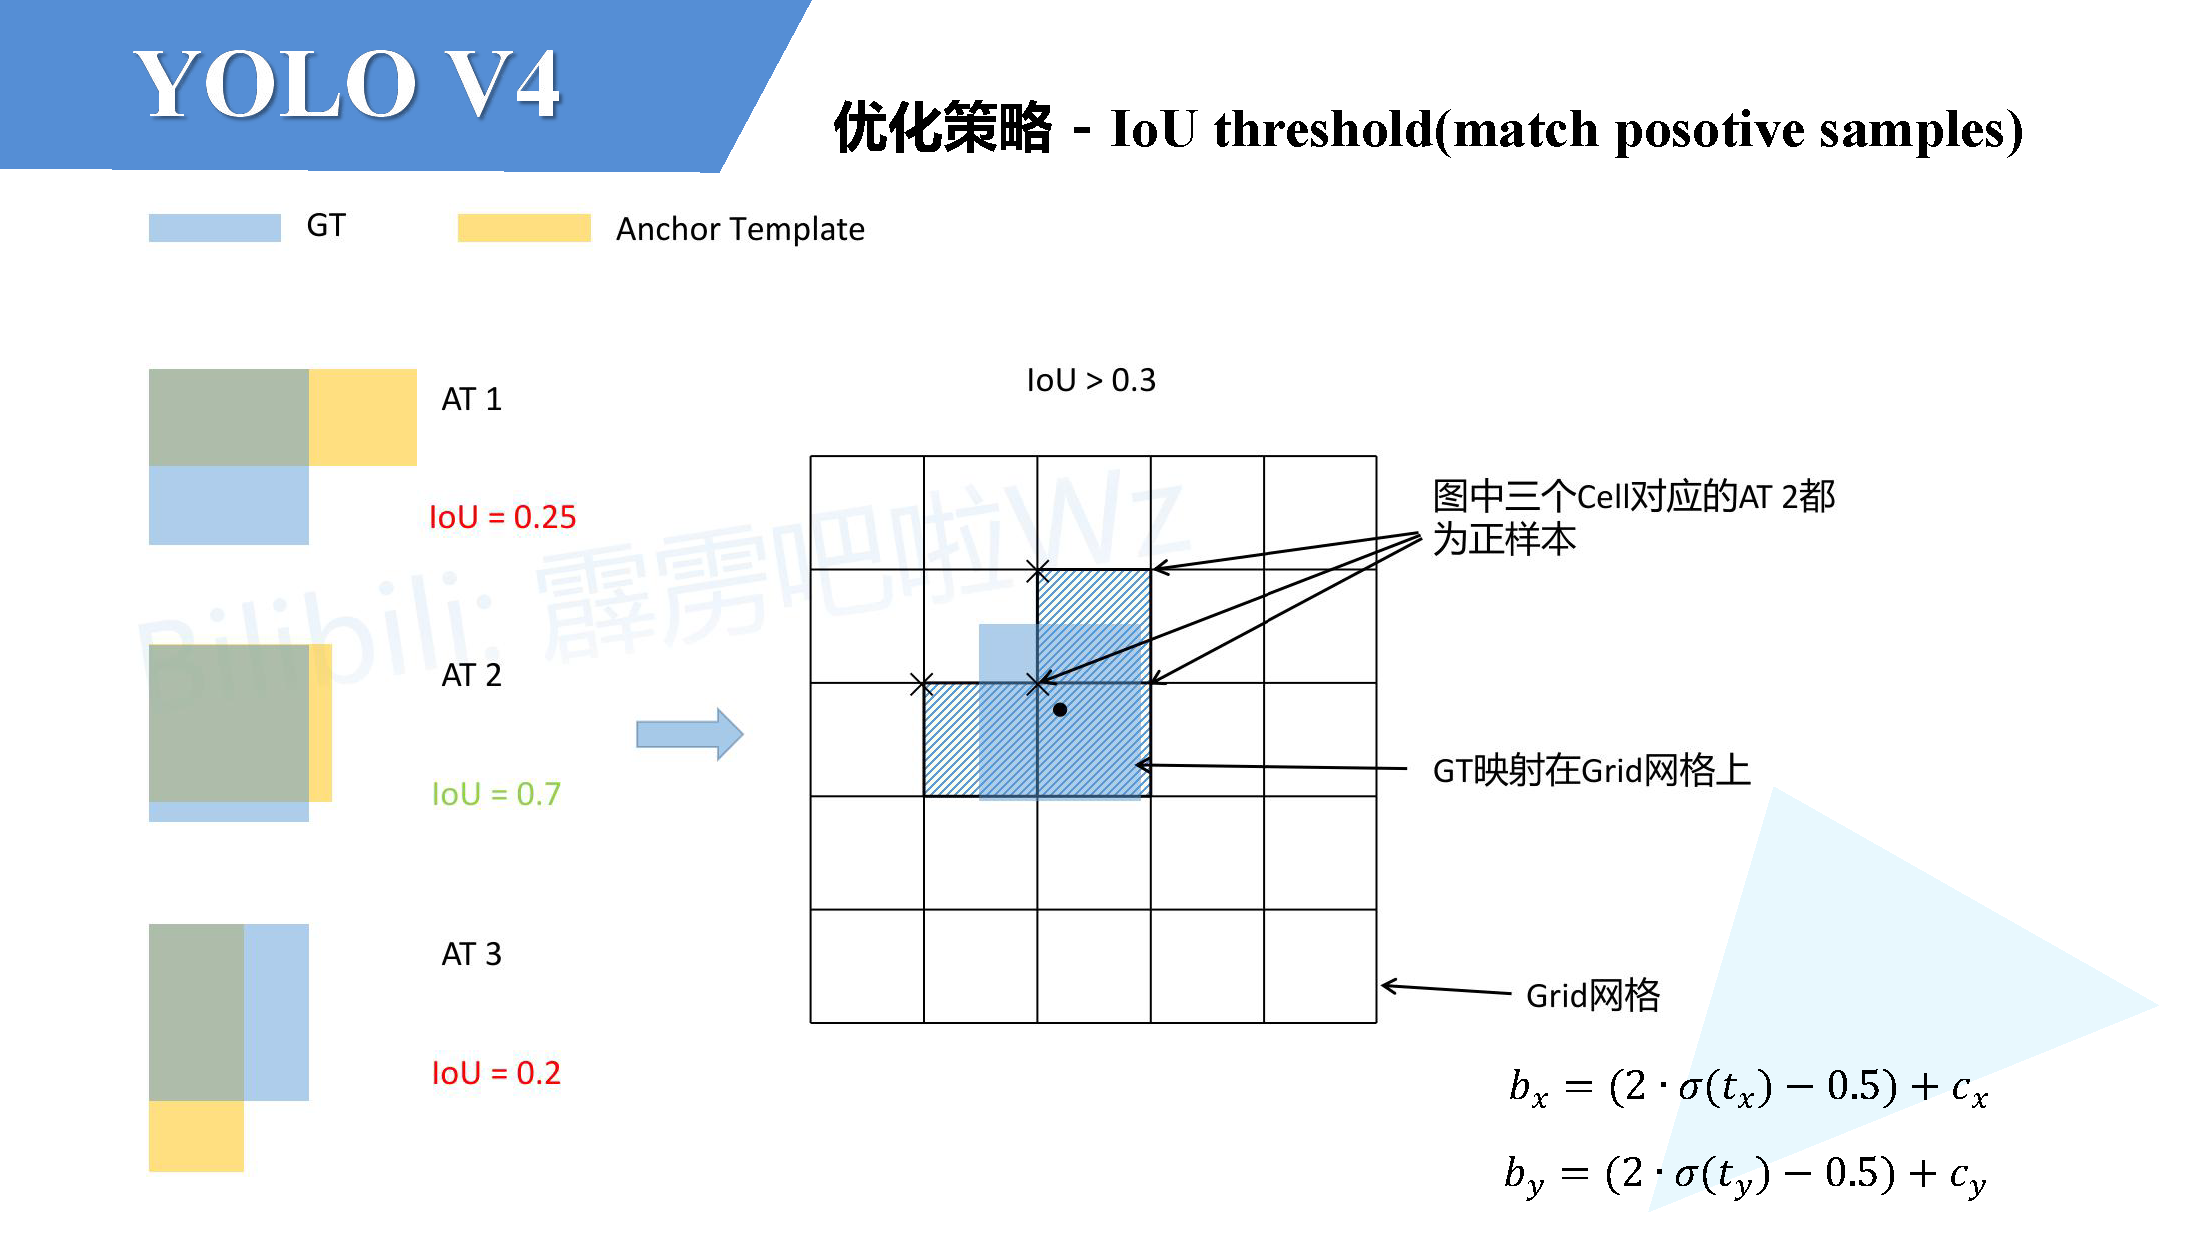 YOLO V4
优化策略 - IoU threshold(match posotive samples)
GT
Anchor Template
AT 1
IoU = 0.25
AT 2
IoU = 0.7
AT 3
IoU = 0.2
IoU > 0.3
图中三个Cell对应的AT 2都
为正样本
GT映射在Grid网格上
Grid网格
b_x = (2 · σ(t_x) − 0.5) + c_x
b_y = (2 · σ(t_y) − 0.5) + c_y
Bilibili: 霹雳吧啦Wz